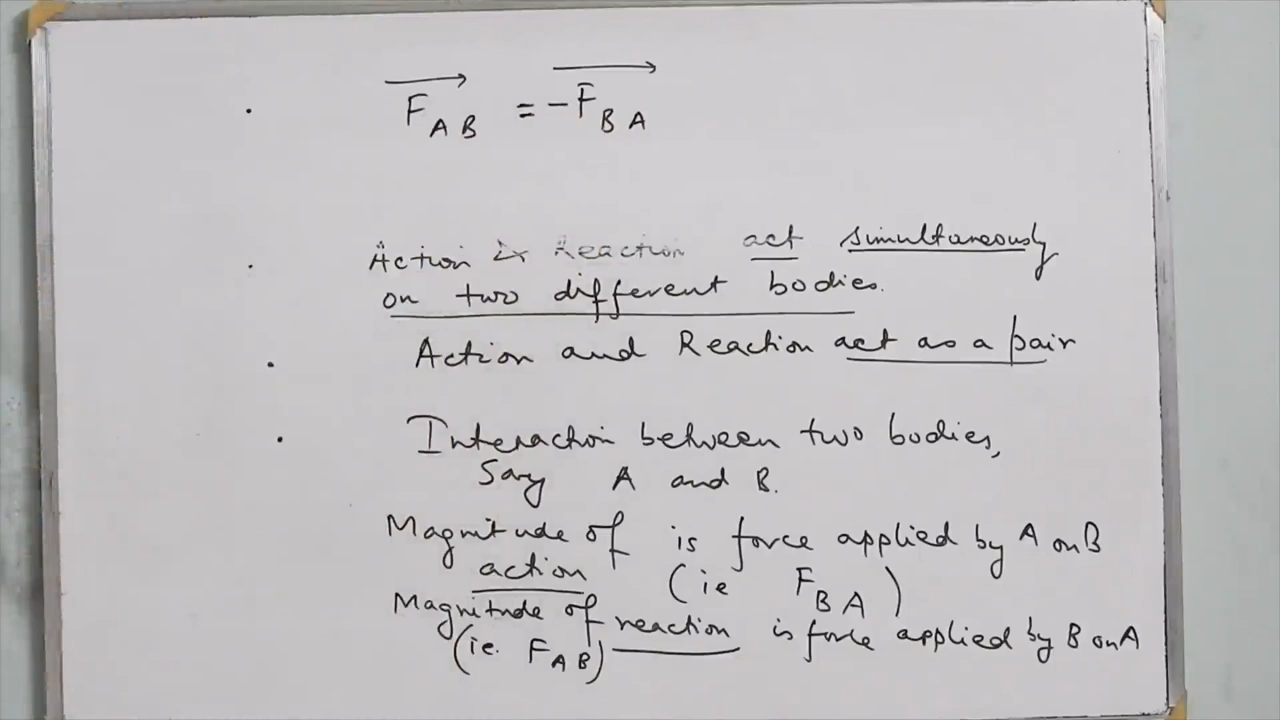 F_AB = -F_BA
Action & Reaction act simultaneously
on two different bodies.
Action and Reaction act as a pair
Interaction between two bodies,
Say A and B.
Magnitude of is force applied by A on B
action (ie F_BA)
Magnitude of reaction is force applied by B on A
(ie. F_AB)